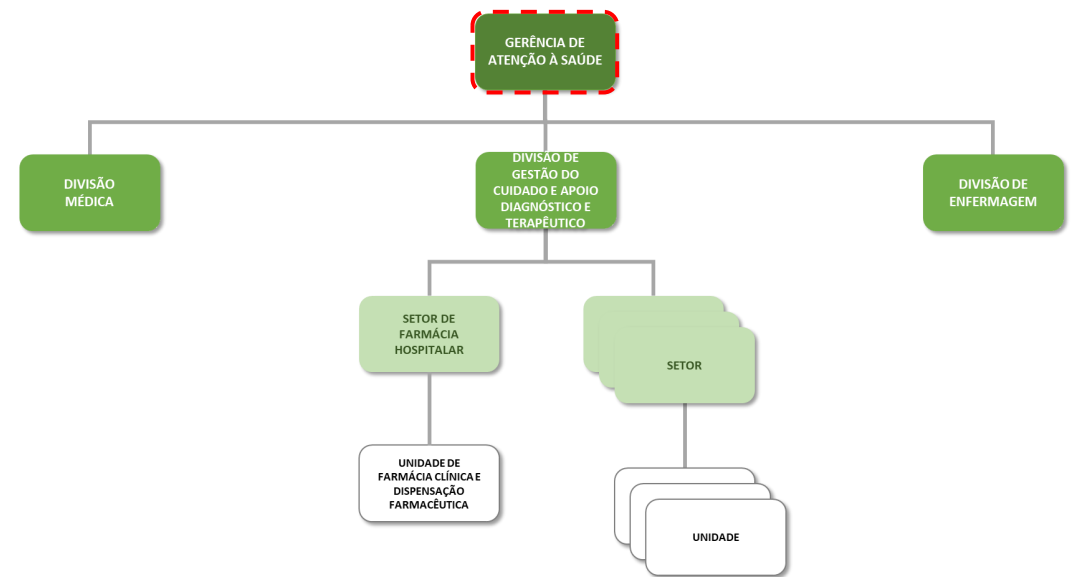 GERÊNCIA DE
ATENÇÃO À SAÚDE
DIVISÃO
MÉDICA
DIVISÃO DE
GESTÃO DO
CUIDADO E APOIO
DIAGNÓSTICO E
TERAPÊUTICO
DIVISÃO DE
ENFERMAGEM
SETOR DE
FARMÁCIA
HOSPITALAR
SETOR
UNIDADE DE
FARMÁCIA CLÍNICA E
DISPENSAÇÃO
FARMACÊUTICA
UNIDADE